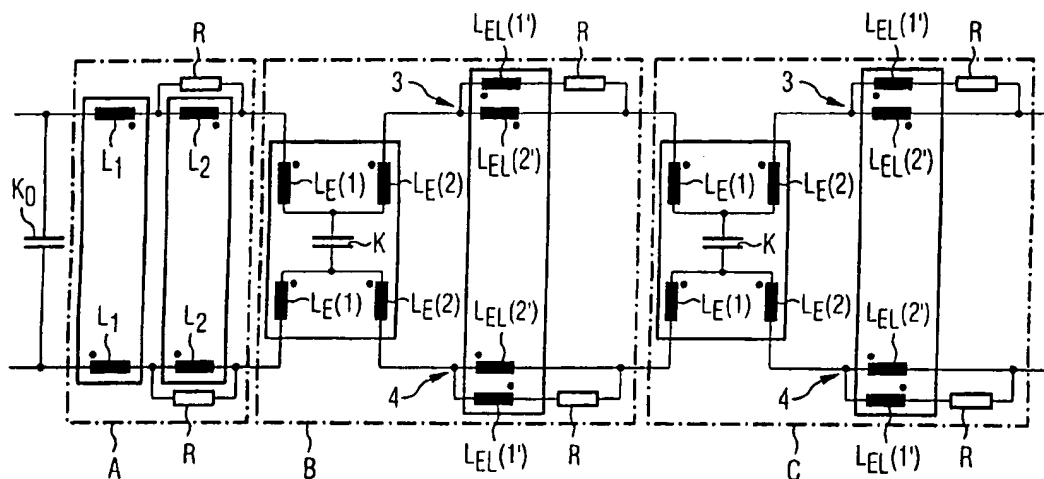 R
L_EL(1')
R
L_EL(1')
R
3
3
L_1
L_2
L_EL(2')
L_EL(2')
K_0
L_E(1)
L_E(2)
L_E(1)
L_E(2)
K
K
L_E(1)
L_E(2)
L_E(1)
L_E(2)
L_1
L_2
L_EL(2')
L_EL(2')
4
4
A
R
B
L_EL(1')
R
C
L_EL(1')
R